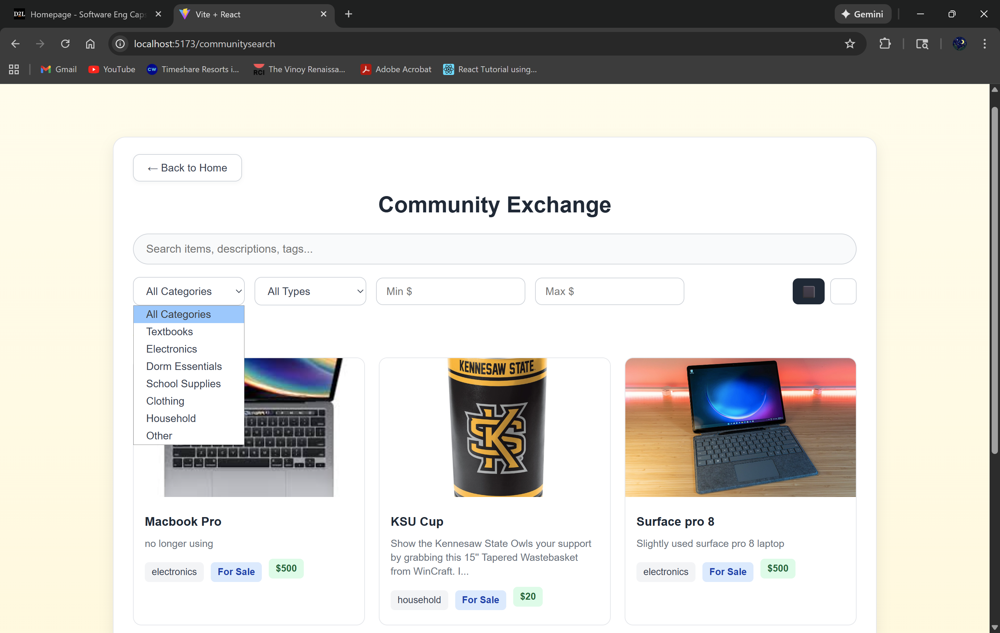 D2L Homepage - Software Eng Caps
Vite + React
Gemini
localhost:5173/communitysearch
Gmail
YouTube
CW Timeshare Resorts i...
RCI The Vinoy Renaissa...
Adobe Acrobat
React Tutorial using...
← Back to Home
Community Exchange
Search items, descriptions, tags...
All Categories
All Types
Min $
Max $
All Categories
Textbooks
Electronics
Dorm Essentials
School Supplies
Clothing
Household
Other
KENNESAW STATE
KS
Macbook Pro
no longer using
electronics
For Sale
$500
KSU Cup
Show the Kennesaw State Owls your support
by grabbing this 15" Tapered Wastebasket
from WinCraft. I...
household
For Sale
$20
Surface pro 8
Slightly used surface pro 8 laptop
electronics
For Sale
$500